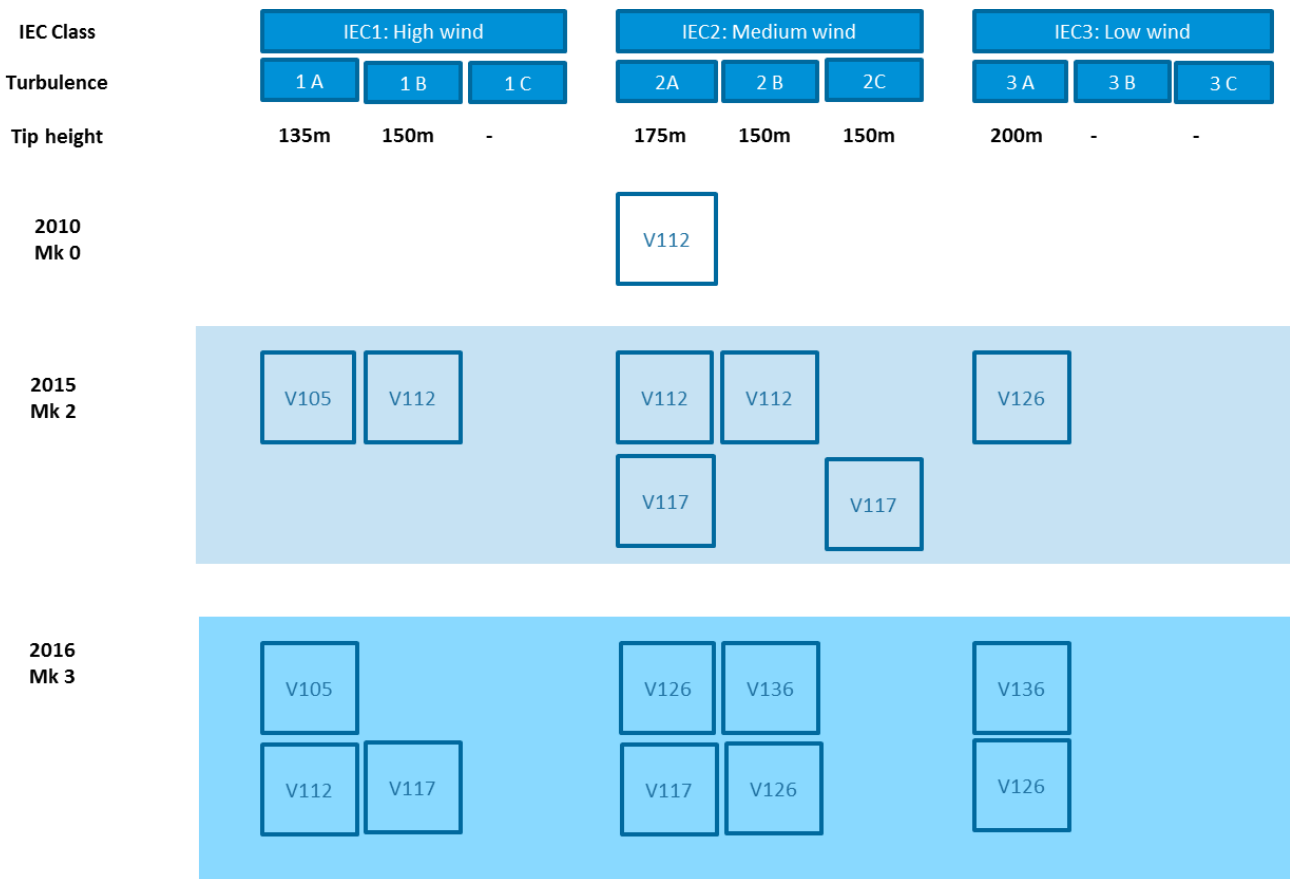 IEC Class IEC1: High wind IEC2: Medium wind IEC3: Low wind
Turbulence 1 A 1 B 1 C 2A 2 B 2C 3 A 3 B 3 C
Tip height 135m 150m - 175m 150m 150m 200m - -
2010
Mk 0
V112
2015
Mk 2
V105 V112 V112 V112 V126
V117 V117
2016
Mk 3
V105 V126 V136 V136
V112 V117 V117 V126 V126